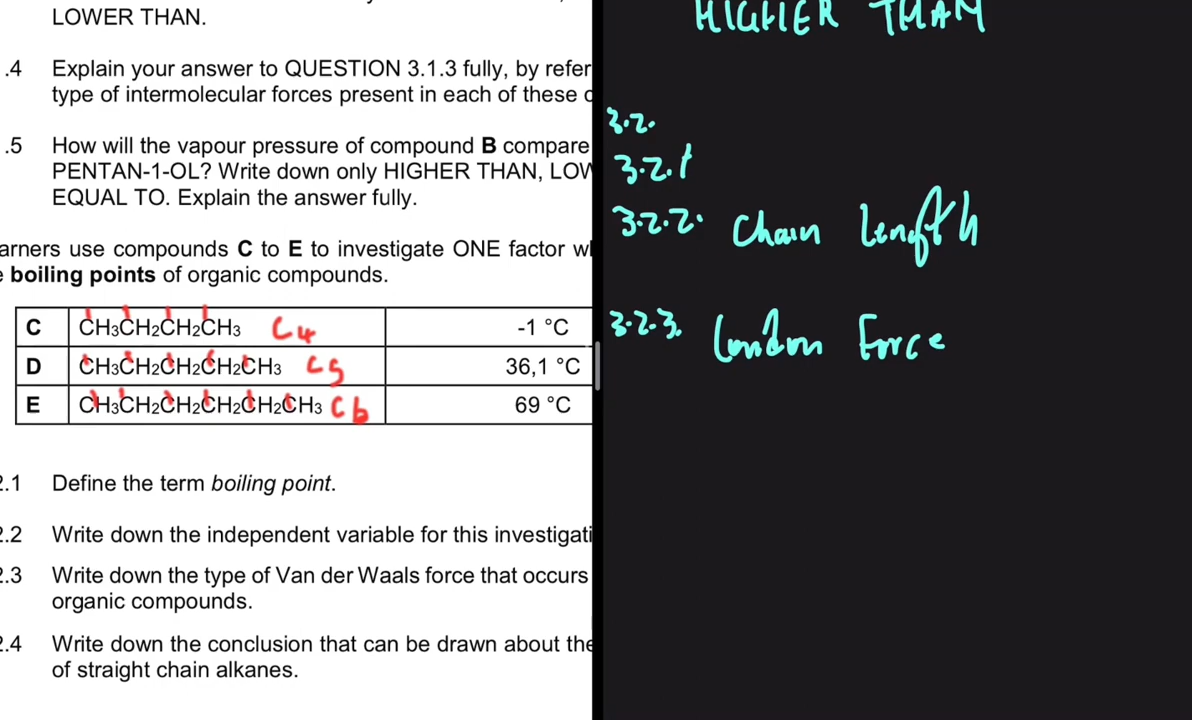 LOWER THAN.
.4 Explain your answer to QUESTION 3.1.3 fully, by refer
type of intermolecular forces present in each of these
.5 How will the vapour pressure of compound B compare
PENTAN-1-OL? Write down only HIGHER THAN, LOW
EQUAL TO. Explain the answer fully.
arners use compounds C to E to investigate ONE factor w
boiling points of organic compounds.
C CH3CH2CH2CH3 C4 -1 °C
D CH3CH2CH2CH2CH3 C5 36,1 °C
E CH3CH2CH2CH2CH2CH3 C6 69 °C
2.1 Define the term boiling point.
2.2 Write down the independent variable for this investigati
2.3 Write down the type of Van der Waals force that occurs
organic compounds.
2.4 Write down the conclusion that can be drawn about the
of straight chain alkanes.
HIGHER THAN
3.2.
3.2.1
3.2.2. Chain length
3.2.3. London Force